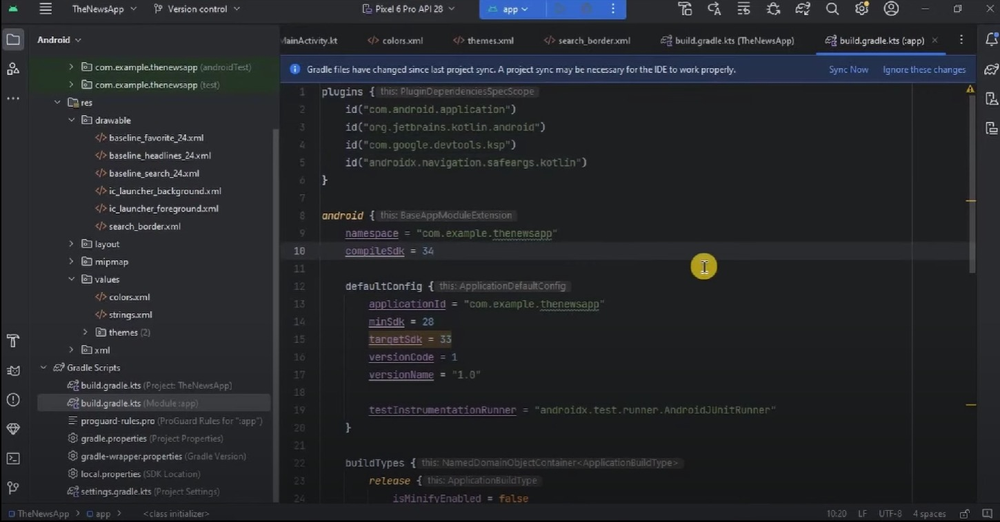 TheNewsApp
Version control
Pixel 6 Pro API 28
app
Android
MainActivity.kt
colors.xml
themes.xml
search_border.xml
build.gradle.kts (TheNewsApp)
build.gradle.kts (:app)
Gradle files have changed since last project sync. A project sync may be necessary for the IDE to work properly.
Sync Now
Ignore these changes
com.example.thenewsapp (androidTest)
com.example.thenewsapp (test)
res
drawable
baseline_favorite_24.xml
baseline_headlines_24.xml
baseline_search_24.xml
ic_launcher_background.xml
ic_launcher_foreground.xml
search_border.xml
layout
mipmap
values
colors.xml
strings.xml
themes (2)
xml
Gradle Scripts
build.gradle.kts (Project: TheNewsApp)
build.gradle.kts (Module :app)
proguard-rules.pro (ProGuard Rules for ":app")
gradle.properties (Project Properties)
gradle-wrapper.properties (Gradle Version)
local.properties (SDK Location)
settings.gradle.kts (Project Settings)
1 plugins { this: PluginDependenciesSpecScope
2 id("com.android.application")
3 id("org.jetbrains.kotlin.android")
4 id("com.google.devtools.ksp")
5 id("androidx.navigation.safeargs.kotlin")
6 }
7
8 android { this: BaseAppModuleExtension
9 namespace = "com.example.thenewsapp"
10 compileSdk = 34
11
12 defaultConfig { this: ApplicationDefaultConfig
13 applicationId = "com.example.thenewsapp"
14 minSdk = 28
15 targetSdk = 33
16 versionCode = 1
17 versionName = "1.0"
18
19 testInstrumentationRunner = "androidx.test.runner.AndroidJUnitRunner"
20 }
21
22 buildTypes { this: NamedDomainObjectContainer<ApplicationBuildType>
23 release { this: ApplicationBuildType
24 isMinifyEnabled = false
TheNewsApp > app > <class initializer>
10:20 LF UTF-8 4 spaces